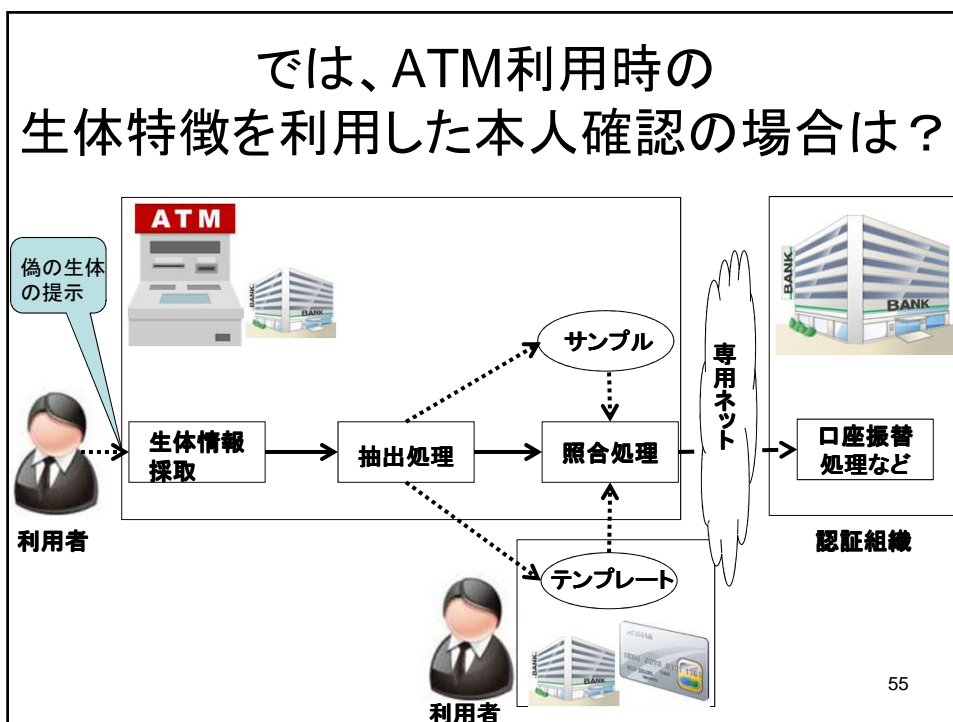 では、ATM利用時の
生体特徴を利用した本人確認の場合は？
ATM
BANK
BANK
偽の生体
の提示
サンプル
専用ネット
BANK
BANK
生体情報
採取
抽出処理
照合処理
口座振替
処理など
利用者
認証組織
テンプレート
BANK
BANK
利用者
55